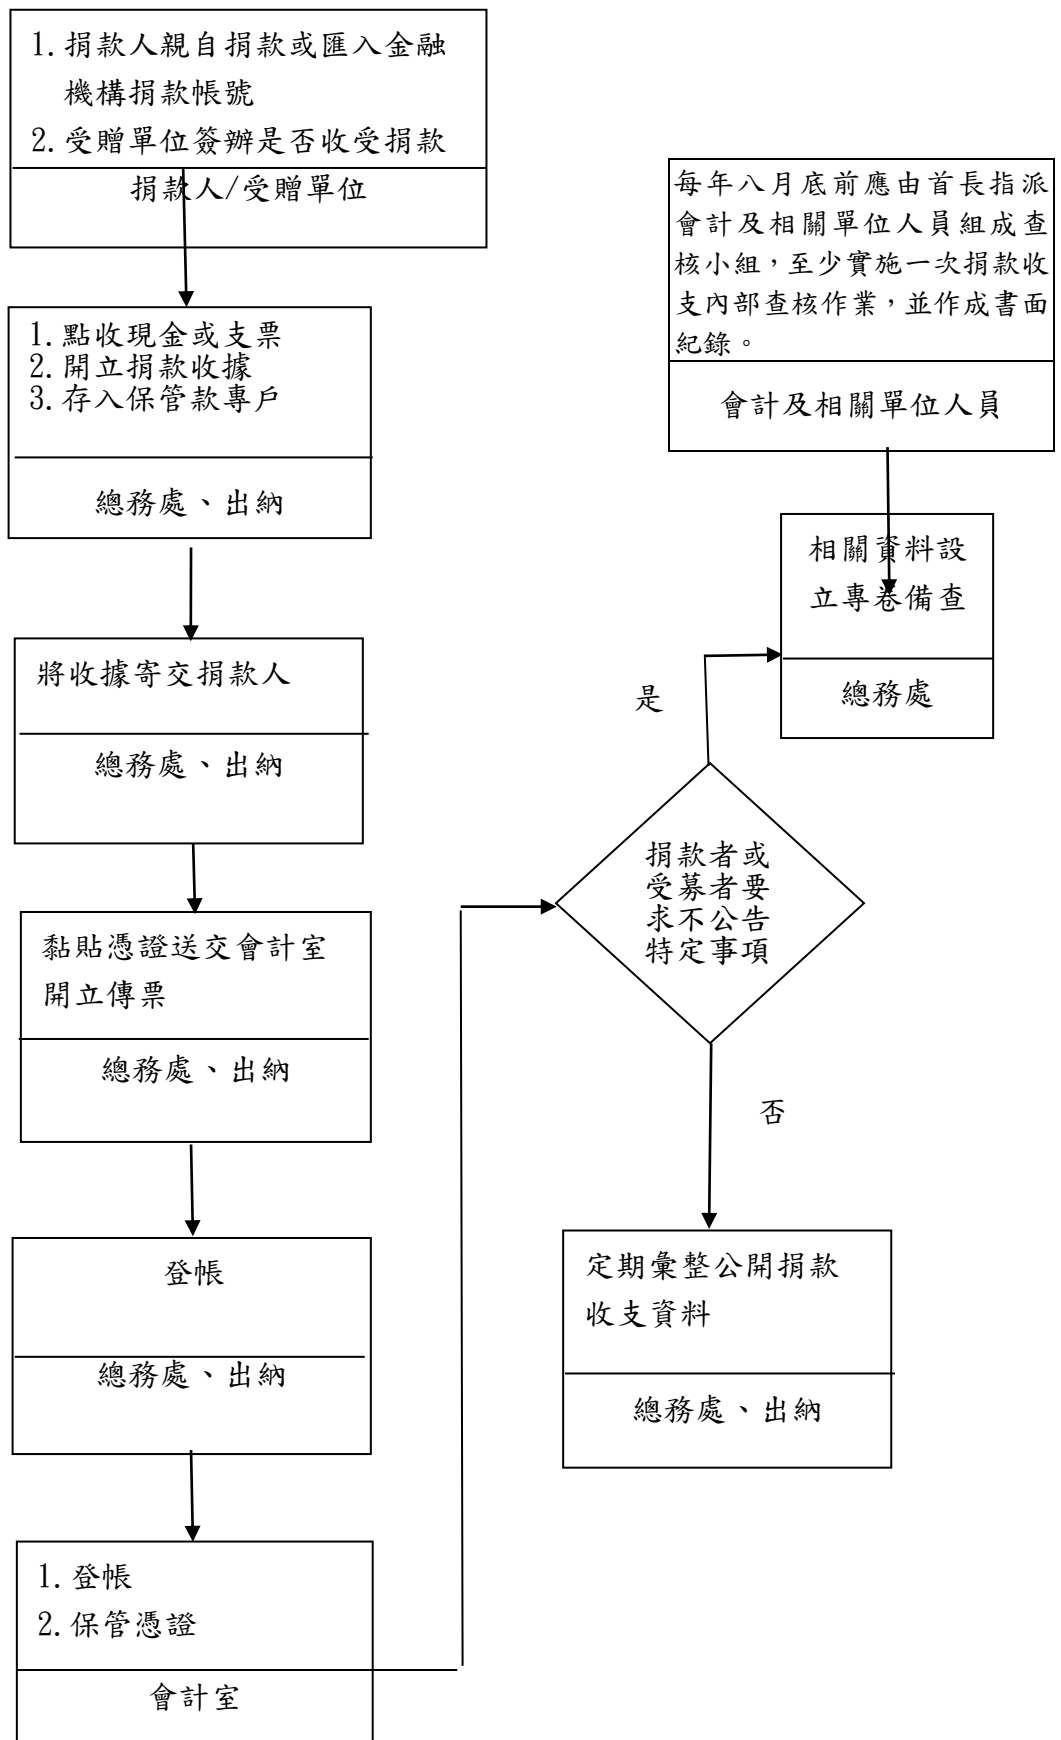 1.捐款人親自捐款或匯入金融
機構捐款帳號
2.受贈單位簽辦是否收受捐款
捐款人/受贈單位
1.點收現金或支票
2.開立捐款收據
3.存入保管款專戶
總務處、出納
將收據寄交捐款人
總務處、出納
黏貼憑證送交會計室
開立傳票
總務處、出納
登帳
總務處、出納
1.登帳
2.保管憑證
會計室
每年八月底前應由首長指派
會計及相關單位人員組成查
核小組，至少實施一次捐款收
支內部查核作業，並作成書面
紀錄。
會計及相關單位人員
相關資料設
立專卷備查
總務處
是
捐款者或
受募者要
求不公告
特定事項
否
定期彙整公開捐款
收支資料
總務處、出納